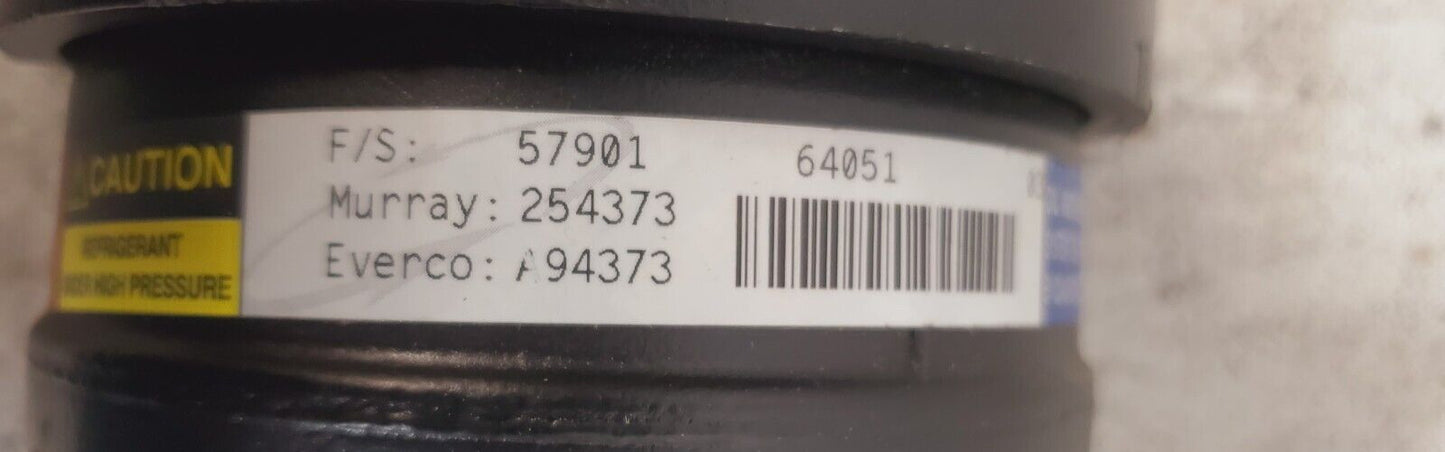 CAUTION
REFRIGERANT
UNDER HIGH PRESSURE
F/S: 57901
Murray: 254373
Everco: A94373
64051